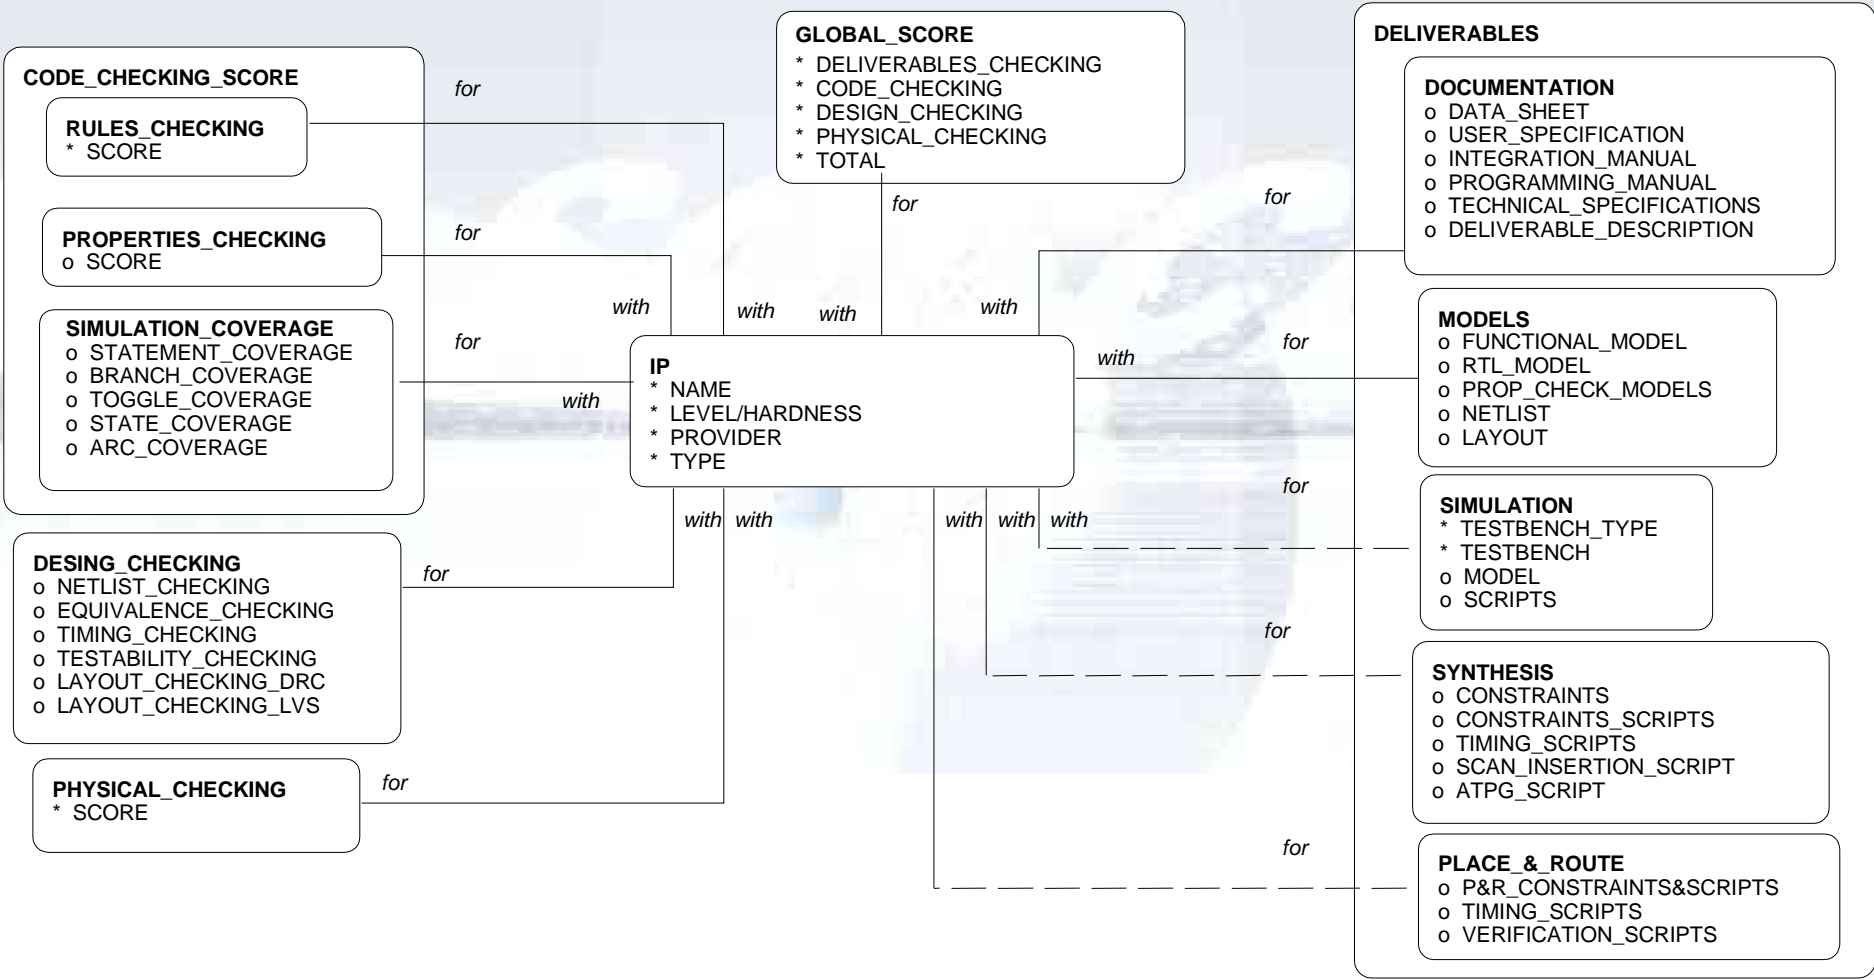 CODE_CHECKING_SCORE
RULES_CHECKING
* SCORE
PROPERTIES_CHECKING
o SCORE
SIMULATION_COVERAGE
o STATEMENT_COVERAGE
o BRANCH_COVERAGE
o TOGGLE_COVERAGE
o STATE_COVERAGE
o ARC_COVERAGE
DESING_CHECKING
o NETLIST_CHECKING
o EQUIVALENCE_CHECKING
o TIMING_CHECKING
o TESTABILITY_CHECKING
o LAYOUT_CHECKING_DRC
o LAYOUT_CHECKING_LVS
PHYSICAL_CHECKING
* SCORE
for
for
for
for
for
GLOBAL_SCORE
* DELIVERABLES_CHECKING
* CODE_CHECKING
* DESIGN_CHECKING
* PHYSICAL_CHECKING
* TOTAL
for
with
with
with
with
with
with
IP
* NAME
* LEVEL/HARDNESS
* PROVIDER
* TYPE
with
with
with
with
with
for
for
for
for
for
DELIVERABLES
DOCUMENTATION
o DATA_SHEET
o USER_SPECIFICATION
o INTEGRATION_MANUAL
o PROGRAMMING_MANUAL
o TECHNICAL_SPECIFICATIONS
o DELIVERABLE_DESCRIPTION
MODELS
o FUNCTIONAL_MODEL
o RTL_MODEL
o PROP_CHECK_MODELS
o NETLIST
o LAYOUT
SIMULATION
* TESTBENCH_TYPE
* TESTBENCH
o MODEL
o SCRIPTS
SYNTHESIS
o CONSTRAINTS
o CONSTRAINTS_SCRIPTS
o TIMING_SCRIPTS
o SCAN_INSERTION_SCRIPT
o ATPG_SCRIPT
PLACE_&_ROUTE
o P&R_CONSTRAINTS&SCRIPTS
o TIMING_SCRIPTS
o VERIFICATION_SCRIPTS